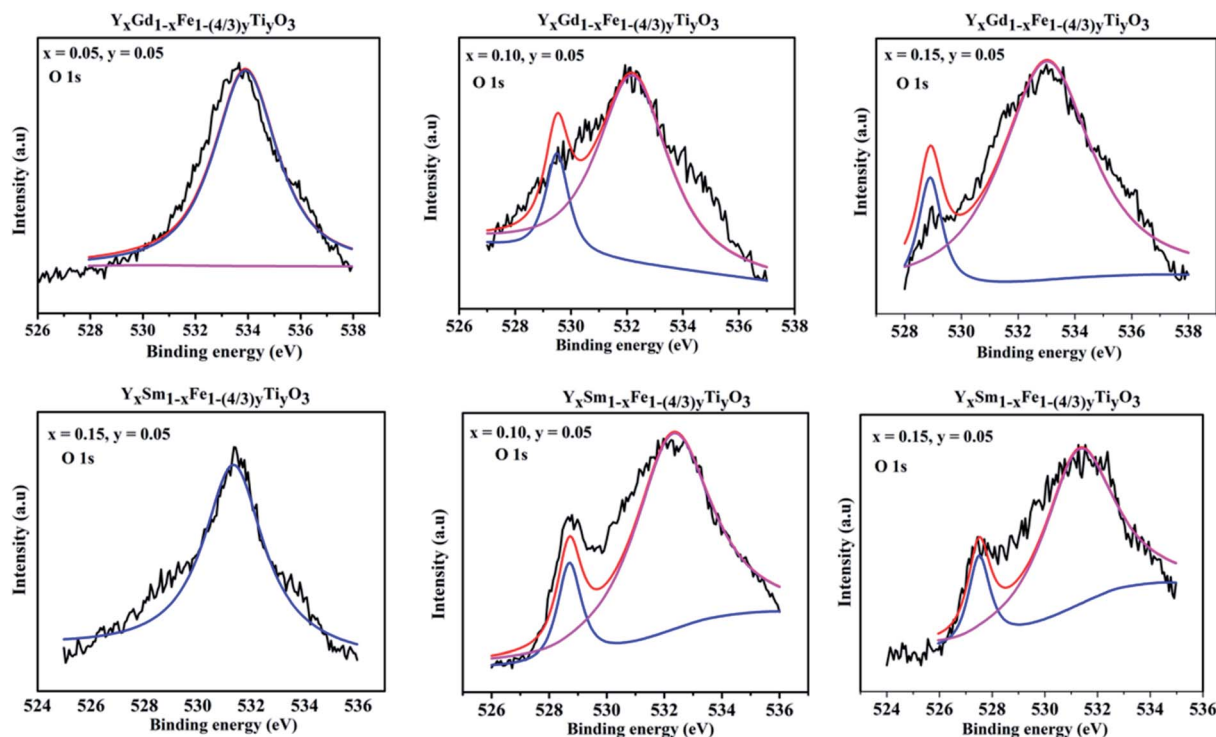 YxGd1-xFe1-(4/3)yTiyO3
x = 0.05, y = 0.05
O 1s
Intensity (a.u)
526 528 530 532 534 536 538
Binding energy (eV)
YxGd1-xFe1-(4/3)yTiyO3
x = 0.10, y = 0.05
O 1s
Intensity (a.u)
526 528 530 532 534 536 538
Binding energy (eV)
YxGd1-xFe1-(4/3)yTiyO3
x = 0.15, y = 0.05
O 1s
Intensity (a.u)
528 530 532 534 536 538
Binding energy (eV)
YxSm1-xFe1-(4/3)yTiyO3
x = 0.15, y = 0.05
O 1s
Intensity (a.u)
524 526 528 530 532 534 536
Binding energy (eV)
YxSm1-xFe1-(4/3)yTiyO3
x = 0.10, y = 0.05
O 1s
Intensity (a.u)
526 528 530 532 534 536
Binding energy (eV)
YxSm1-xFe1-(4/3)yTiyO3
x = 0.15, y = 0.05
O 1s
Intensity (a.u)
524 526 528 530 532 534 536
Binding energy (eV)